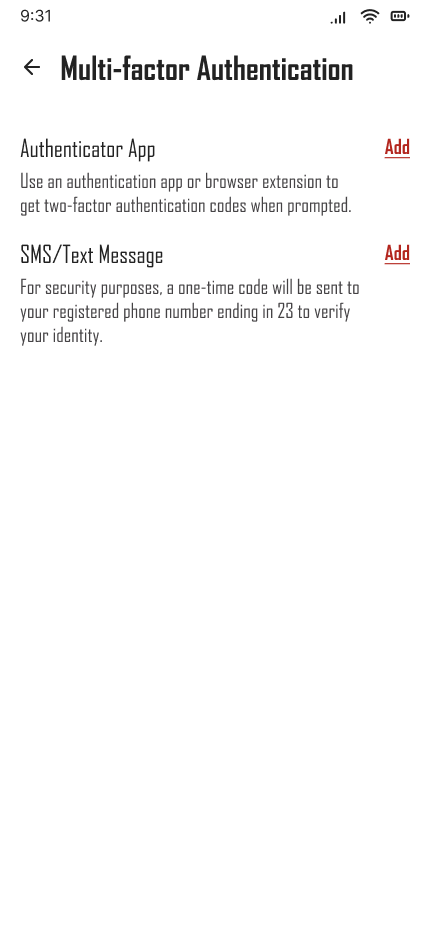 9:31
Multi-factor Authentication
Authenticator App
Add
Use an authentication app or browser extension to
get two-factor authentication codes when prompted.
SMS/Text Message
Add
For security purposes, a one-time code will be sent to
your registered phone number ending in 23 to verify
your identity.